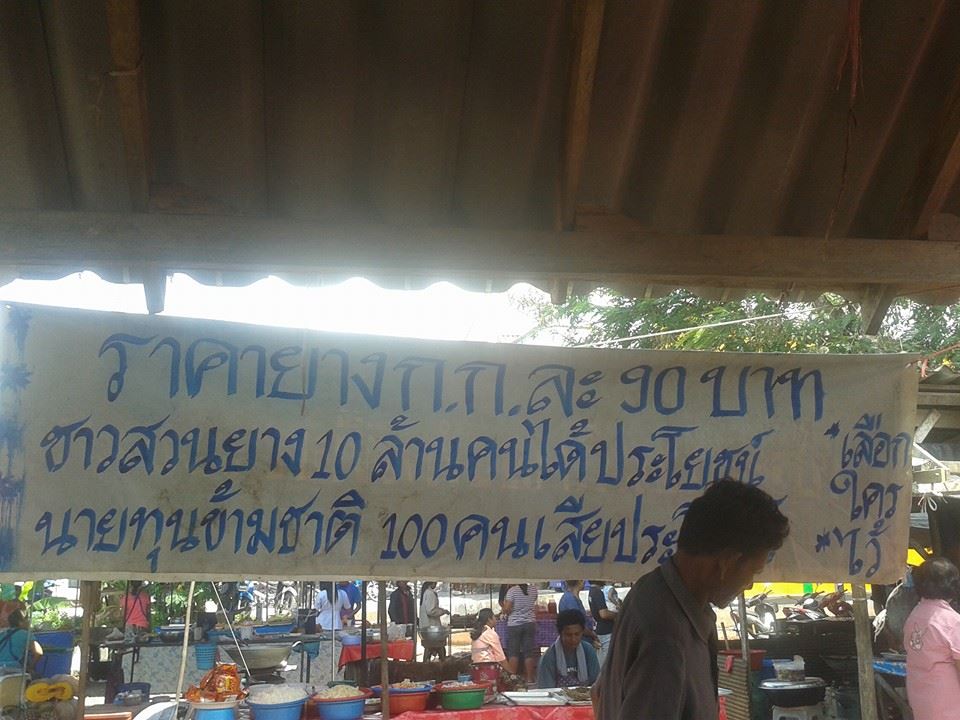 ราคายาง ก.ก.ละ 90 บาท
ชาวสวนยาง 10 ล้านคนได้ประโยชน์
นายทุนข้ามชาติ 100 คนเสียประ
*เลือก
ใคร
*ไว้